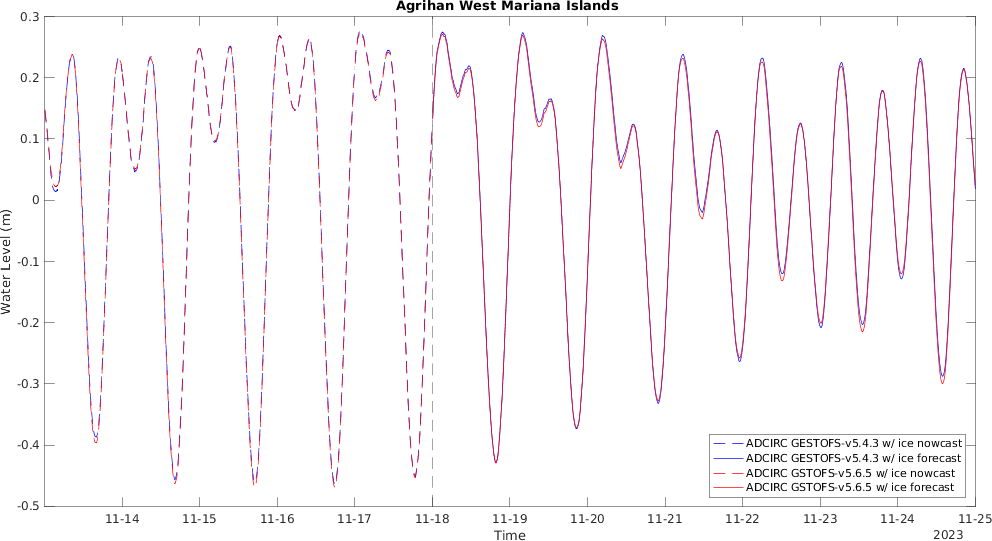 Agrihan West Mariana Islands
0.3
0.2
0.1
0
-0.1
-0.2
-0.3
-0.4
-0.5
Water Level (m)
ADCIRC GESTOFS-v5.4.3 w/ ice nowcast
ADCIRC GESTOFS-v5.4.3 w/ ice forecast
ADCIRC GSTOFS-v5.6.5 w/ ice nowcast
ADCIRC GSTOFS-v5.6.5 w/ ice forecast
11-14 11-15 11-16 11-17 11-18 11-19 11-20 11-21 11-22 11-23 11-24 11-25
Time
2023